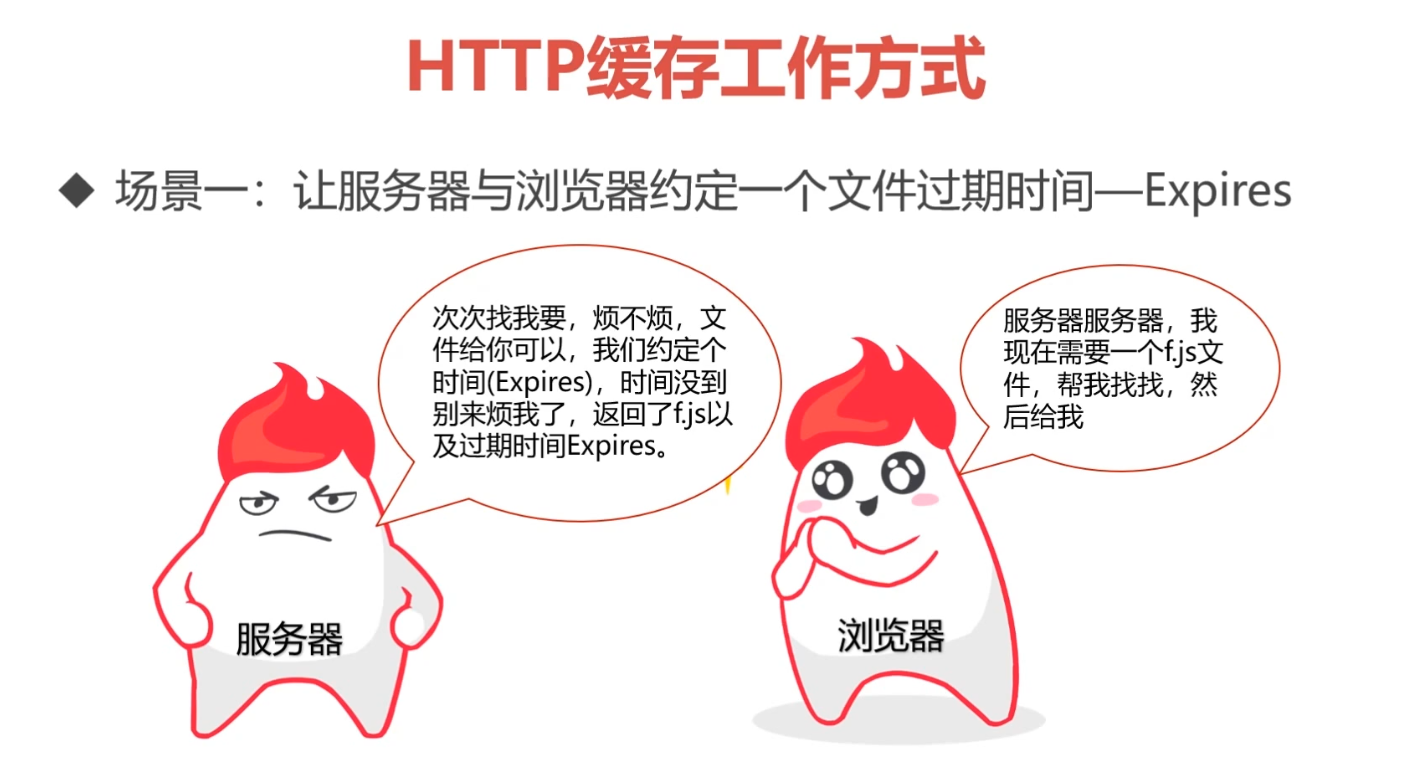 HTTP缓存工作方式
◆ 场景一：让服务器与浏览器约定一个文件过期时间—Expires
次次找我要，烦不烦，文
件给你可以，我们约定个
时间(Expires)，时间没到
别来烦我了，返回了f.js以
及过期时间Expires。
服务器服务器，我
现在需要一个f.js文
件，帮我找找，然
后给我
服务器
浏览器